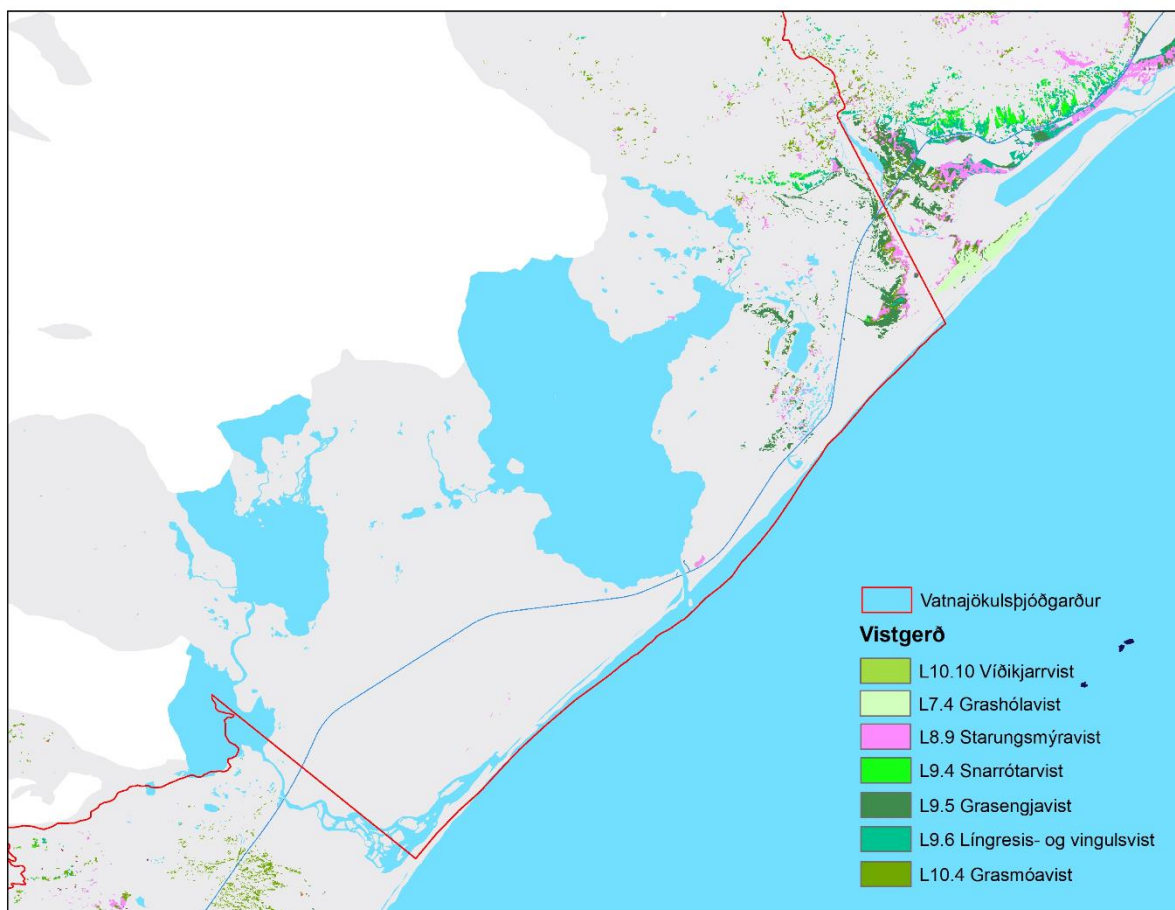 Vatnajökulsþjóðgarður
Vistgerð
L10.10 Víðikjarrvist
L7.4 Grashólavist
L8.9 Starungsmýravist
L9.4 Snarrótarvist
L9.5 Grasengjavist
L9.6 Língresis- og vingulsvist
L10.4 Grasmóavist